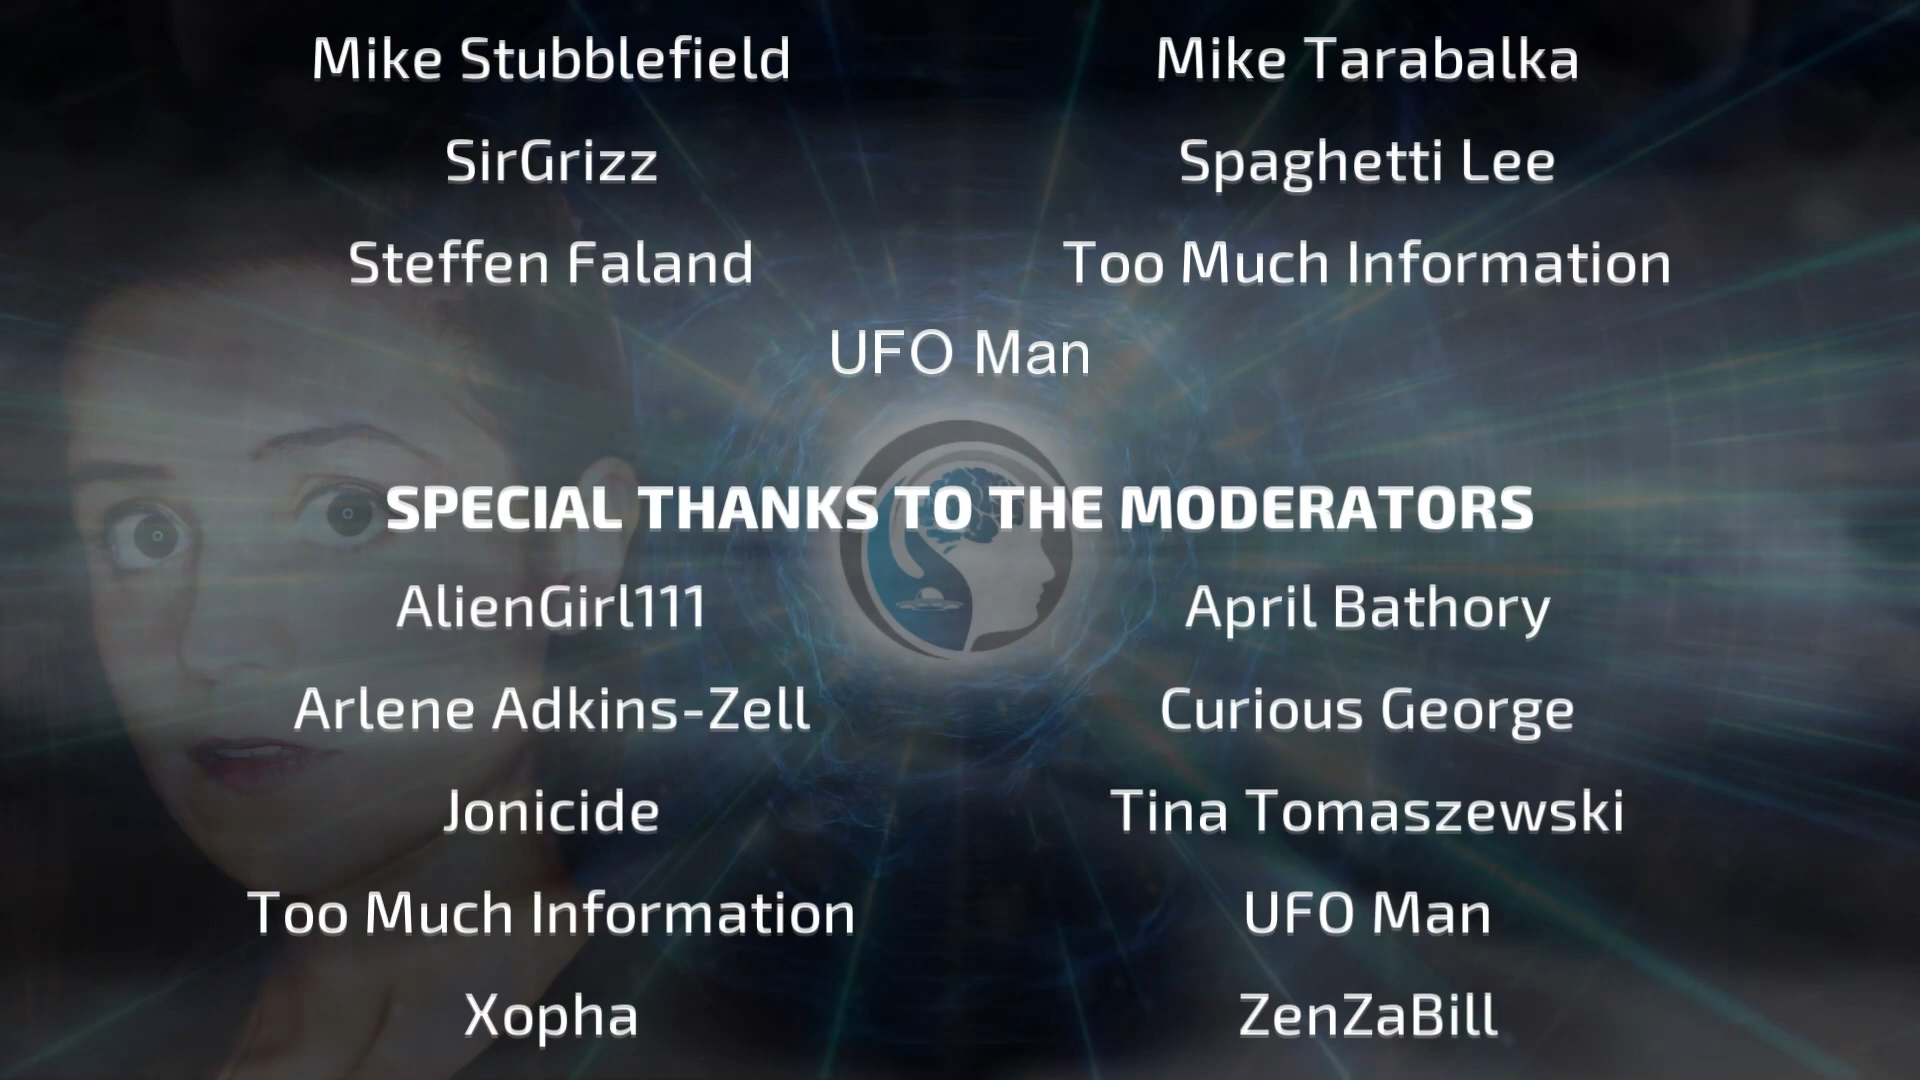 Mike Stubblefield Mike Tarabalka
SirGrizz Spaghetti Lee
Steffen Faland Too Much Information
UFO Man
SPECIAL THANKS TO THE MODERATORS
AlienGirl111 April Bathory
Arlene Adkins-Zell Curious George
Jonicide Tina Tomaszewski
Too Much Information UFO Man
Xopha ZenZaBill